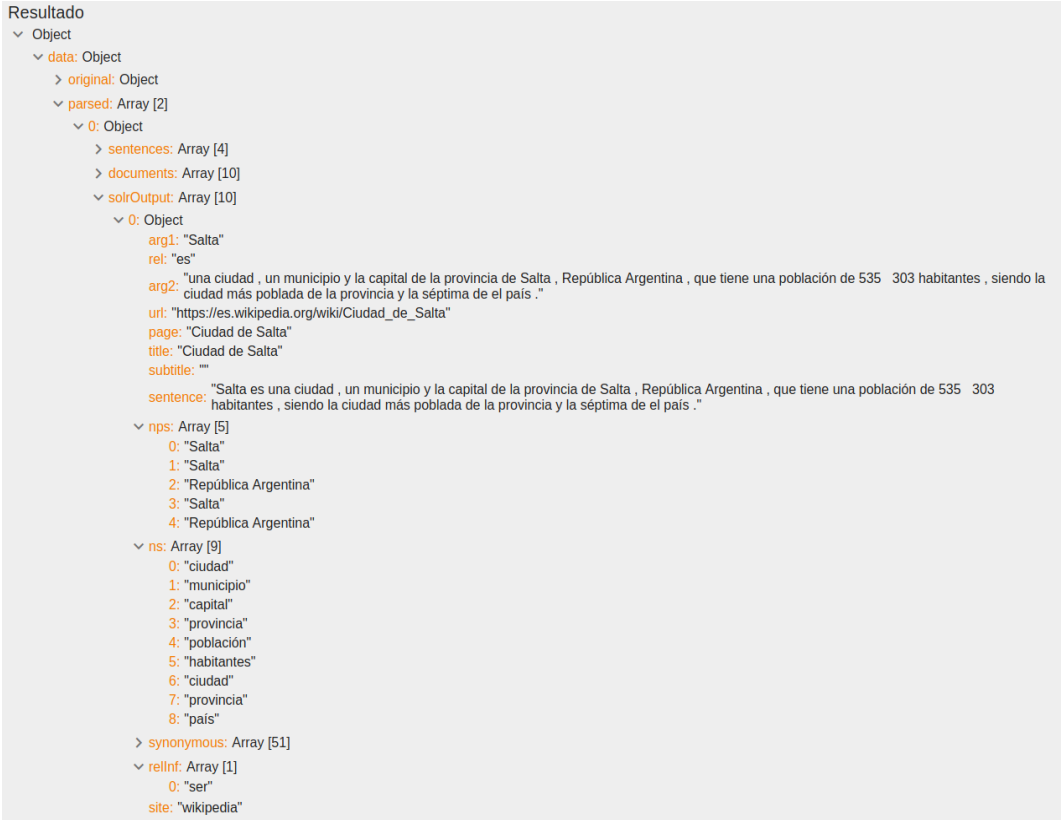 Resultado
Object
data: Object
original: Object
parsed: Array [2]
0: Object
sentences: Array [4]
documents: Array [10]
solrOutput: Array [10]
0: Object
arg1: "Salta"
rel: "es"
arg2: "una ciudad , un municipio y la capital de la provincia de Salta , República Argentina , que tiene una población de 535   303 habitantes , siendo la
ciudad más poblada de la provincia y la séptima de el país ."
url: "https://es.wikipedia.org/wiki/Ciudad_de_Salta"
page: "Ciudad de Salta"
title: "Ciudad de Salta"
subtitle: ""
sentence: "Salta es una ciudad , un municipio y la capital de la provincia de Salta , República Argentina , que tiene una población de 535   303
habitantes , siendo la ciudad más poblada de la provincia y la séptima de el país ."
nps: Array [5]
0: "Salta"
1: "Salta"
2: "República Argentina"
3: "Salta"
4: "República Argentina"
ns: Array [9]
0: "ciudad"
1: "municipio"
2: "capital"
3: "provincia"
4: "población"
5: "habitantes"
6: "ciudad"
7: "provincia"
8: "país"
synonymous: Array [51]
relInf: Array [1]
0: "ser"
site: "wikipedia"